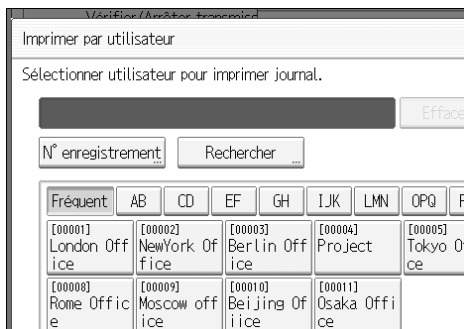 Vérifier/Arrêter transmiss
Imprimer par utilisateur
Sélectionner utilisateur pour imprimer journal.
Efface
N° enregistrement
Rechercher
Fréquent AB CD EF GH IJK LMN OPQ
[00001] [00002] [00003] [00004] [00005]
London Off NewYork Of Berlin Off Project Tokyo O
ice fice ice ce
[00008] [00009] [00010] [00011]
Rome Offic Moscow off Beijing Of Osaka Offi
e ice iice ce